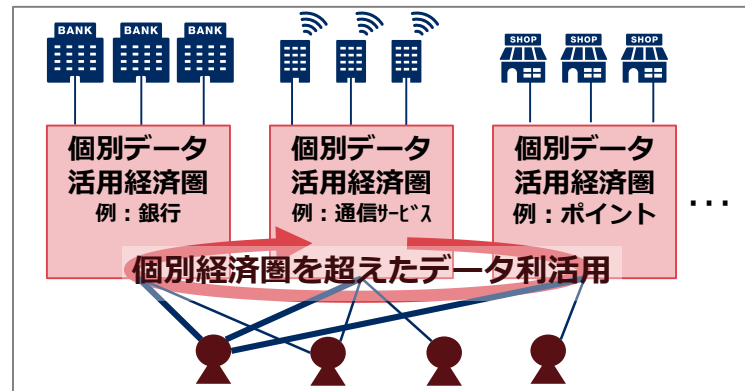 BANK BANK BANK
SHOP SHOP SHOP
個別データ
活用経済圏
例：銀行
個別データ
活用経済圏
例：通信ｻｰﾋﾞｽ
個別データ
活用経済圏
例：ポイント
…
個別経済圏を超えたデータ利活用